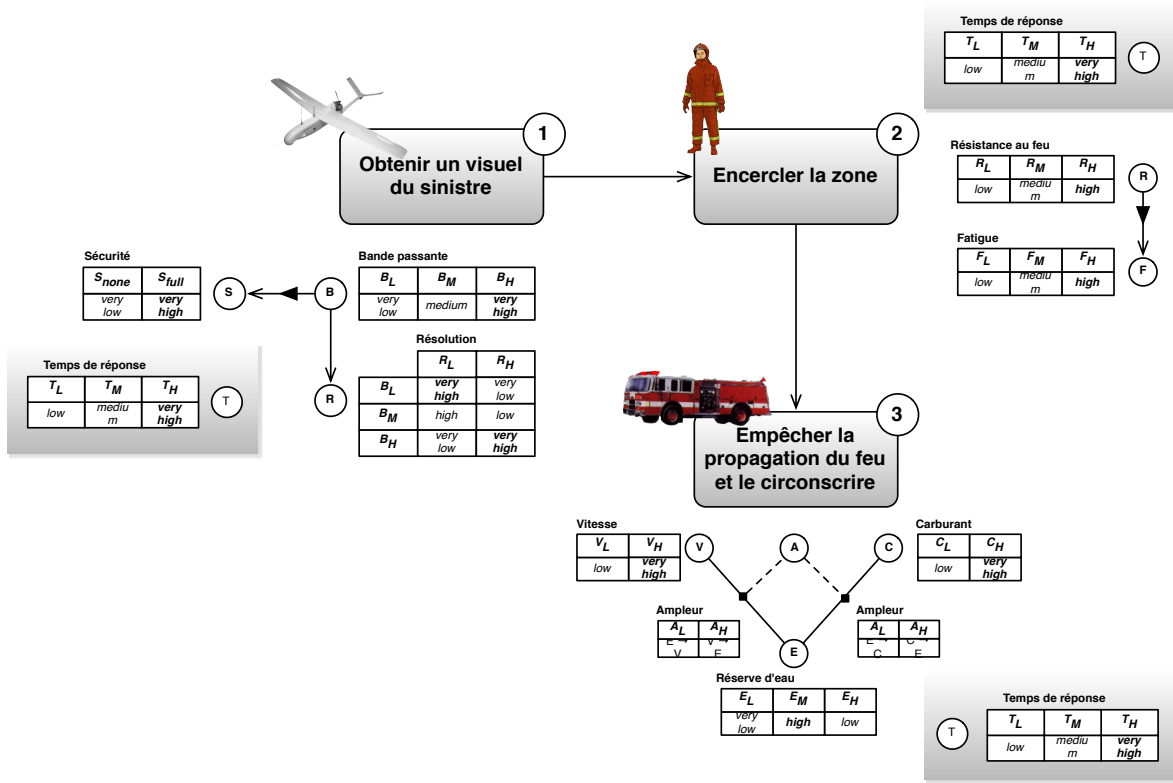 Temps de réponse
T_L T_M T_H
low mediu very
m high
T
1
Obtenir un visuel
du sinistre
2
Encercler la zone
Résistance au feu
R_L R_M R_H
low mediu high
m
R
Fatigue
F_L F_M F_H
low mediu high
m
F
Sécurité
S_none S_full
very very
low high
S
B
Bande passante
B_L B_M B_H
very medium very
low high
Résolution
R_L R_H
B_L very very
high low
B_M high low
B_H very very
low high
R
Temps de réponse
T_L T_M T_H
low mediu very
m high
T
3
Empêcher la
propagation du feu
et le circonscrire
Vitesse
V_L V_H
low very
high
V
A
C
Carburant
C_L C_H
low very
high
Ampleur
A_L A_H
E → V →
V E
Ampleur
A_L A_H
E → C →
C E
E
Réserve d'eau
E_L E_M E_H
very high low
low
Temps de réponse
T_L T_M T_H
low mediu very
m high
T